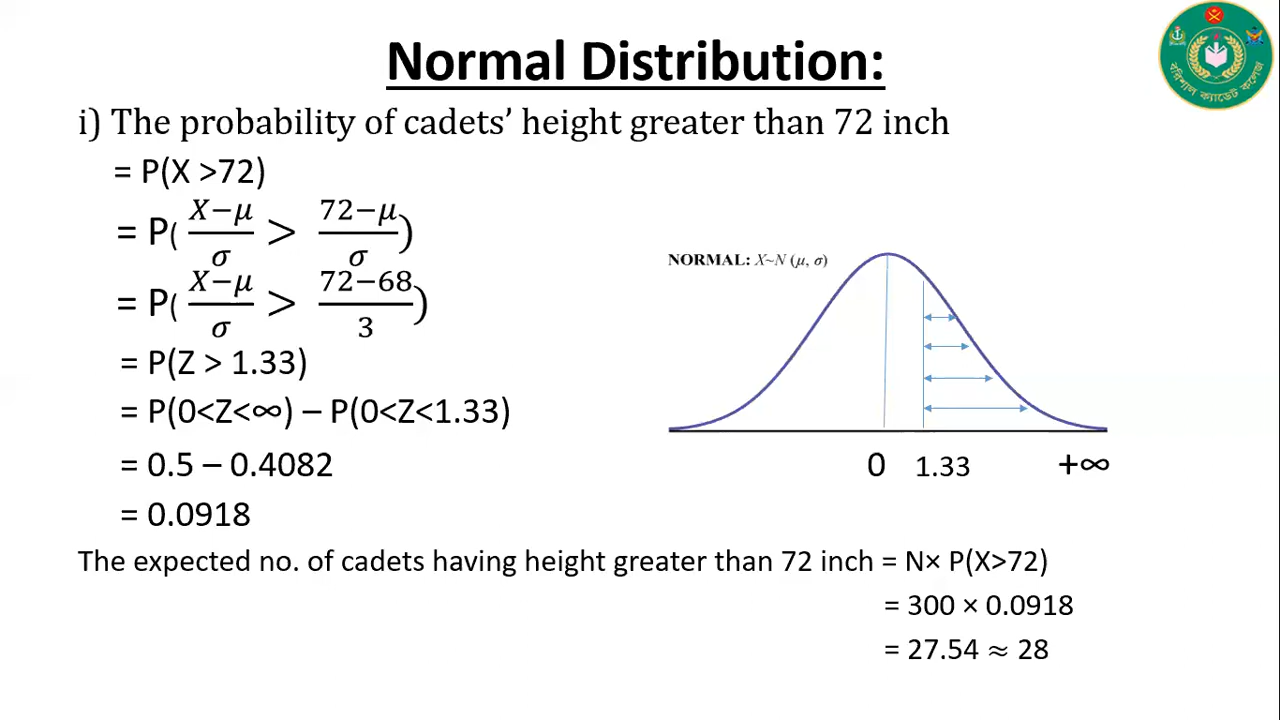 Normal Distribution:
বরিশাল ক্যাডেট কলেজ
i) The probability of cadets’ height greater than 72 inch
= P(X >72)
= P( (X−μ)/σ > (72−μ)/σ )
= P( (X−μ)/σ > (72−68)/3 )
= P(Z > 1.33)
= P(0<Z<∞) – P(0<Z<1.33)
= 0.5 – 0.4082
= 0.0918
NORMAL: X~N (μ, σ)
0 1.33 +∞
The expected no. of cadets having height greater than 72 inch = N× P(X>72)
= 300 × 0.0918
= 27.54 ≈ 28